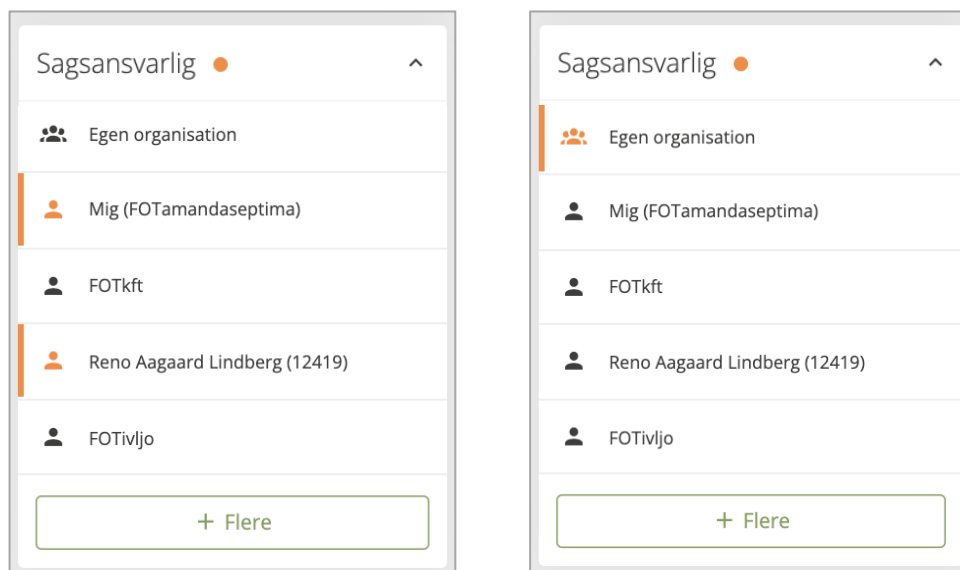 Sagsansvarlig
Egen organisation
Mig (FOTamandaseptima)
FOTkft
Reno Aagaard Lindberg (12419)
FOTivljo
+ Flere
Sagsansvarlig
Egen organisation
Mig (FOTamandaseptima)
FOTkft
Reno Aagaard Lindberg (12419)
FOTivljo
+ Flere